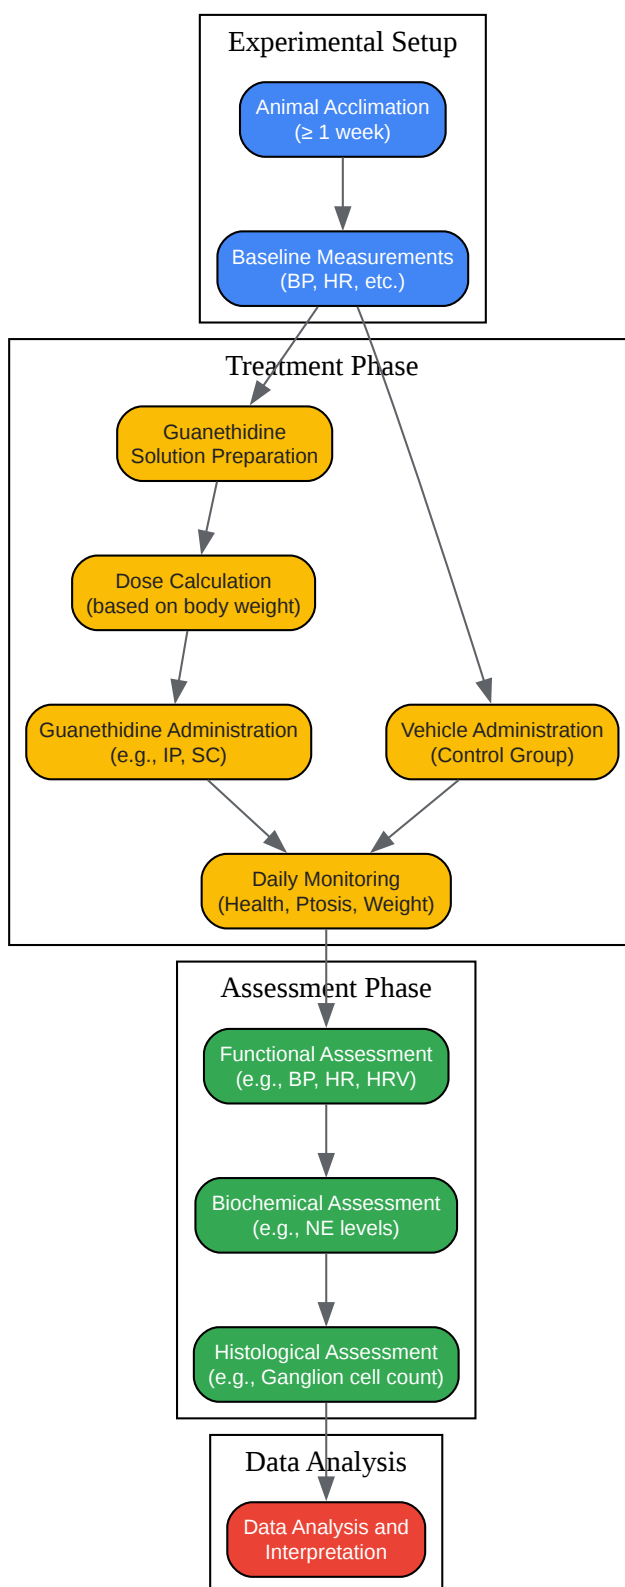 Experimental Setup
Animal Acclimation
(≥ 1 week)
Baseline Measurements
(BP, HR, etc.)
Treatment Phase
Guanethidine
Solution Preparation
Dose Calculation
(based on body weight)
Guanethidine Administration
(e.g., IP, SC)
Vehicle Administration
(Control Group)
Daily Monitoring
(Health, Ptosis, Weight)
Assessment Phase
Functional Assessment
(e.g., BP, HR, HRV)
Biochemical Assessment
(e.g., NE levels)
Histological Assessment
(e.g., Ganglion cell count)
Data Analysis
Data Analysis and
Interpretation